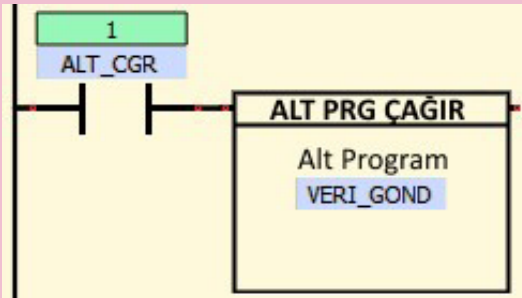 1
ALT_CGR
ALT PRG ÇAĞIR
Alt Program
VERI_GOND